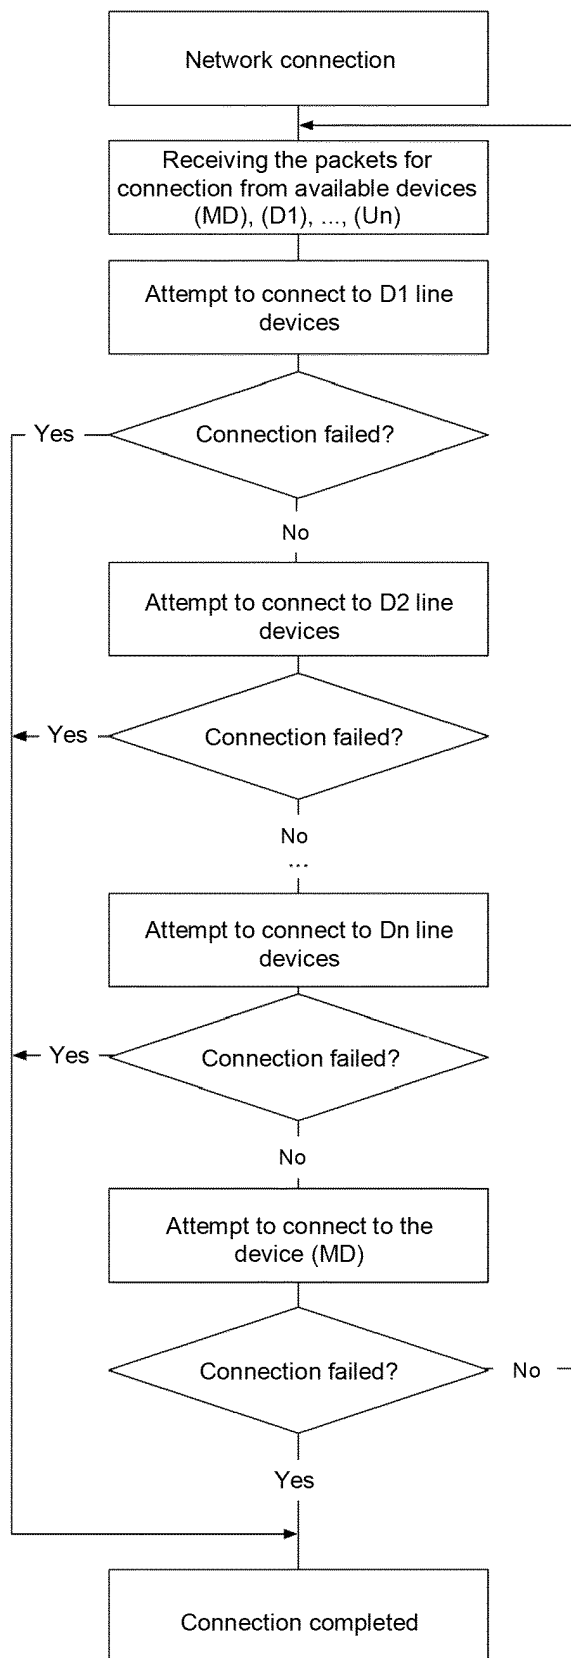 Network connection
Receiving the packets for
connection from available devices
(MD), (D1), ..., (Un)
Attempt to connect to D1 line
devices
Connection failed?
Yes
No
Attempt to connect to D2 line
devices
Connection failed?
Yes
No
...
Attempt to connect to Dn line
devices
Connection failed?
Yes
No
Attempt to connect to the
device (MD)
Connection failed?
No
Yes
Connection completed